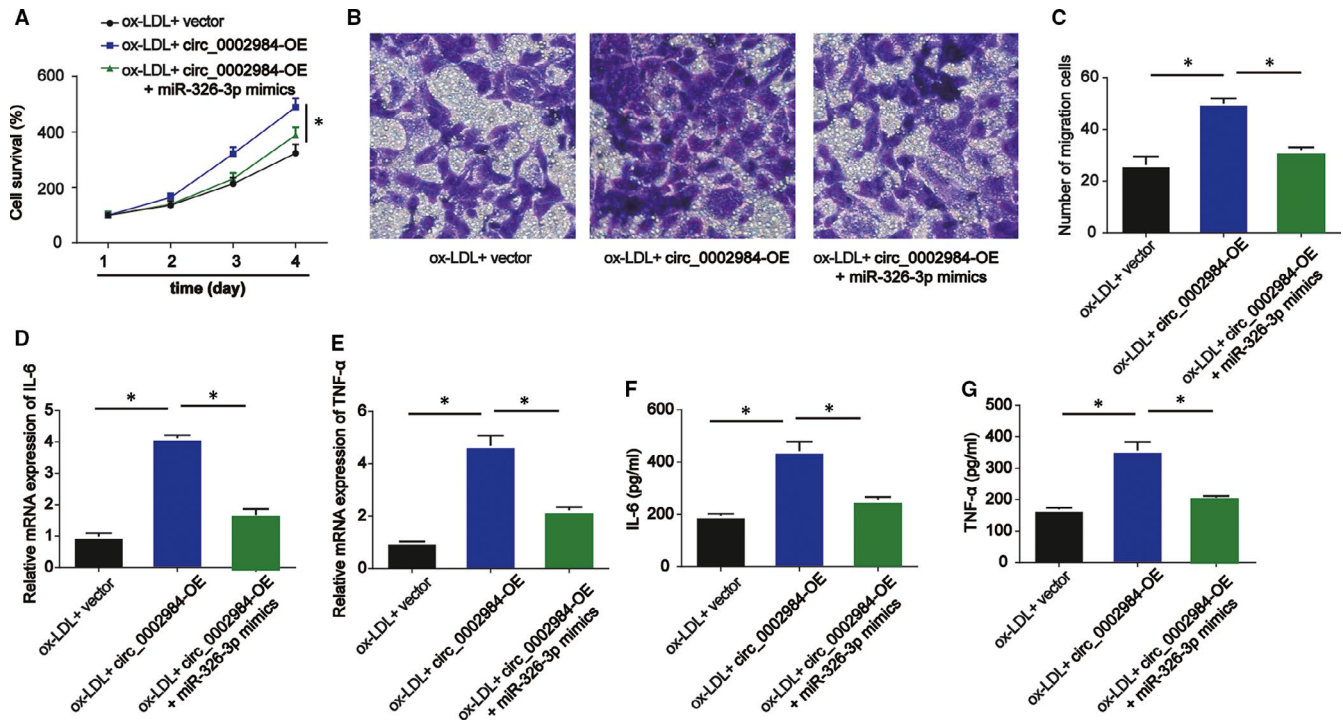 A
ox-LDL+ vector
ox-LDL+ circ_0002984-OE
ox-LDL+ circ_0002984-OE
+ miR-326-3p mimics
Cell survival (%)
600
400
200
0
*
1 2 3 4
time (day)
B
ox-LDL+ vector
ox-LDL+ circ_0002984-OE
ox-LDL+ circ_0002984-OE
+ miR-326-3p mimics
C
Number of migration cells
60
40
20
0
* *
ox-LDL+ vector
ox-LDL+ circ_0002984-OE
ox-LDL+ circ_0002984-OE
+ miR-326-3p mimics
D
Relative mRNA expression of IL-6
5
4
3
2
1
0
* *
ox-LDL+ vector
ox-LDL+ circ_0002984-OE
ox-LDL+ circ_0002984-OE
+ miR-326-3p mimics
E
Relative mRNA expression of TNF-α
6
4
2
0
* *
ox-LDL+ vector
ox-LDL+ circ_0002984-OE
ox-LDL+ circ_0002984-OE
+ miR-326-3p mimics
F
IL-6 (pg/ml)
600
400
200
0
* *
ox-LDL+ vector
ox-LDL+ circ_0002984-OE
ox-LDL+ circ_0002984-OE
+ miR-326-3p mimics
G
TNF-α (pg/ml)
500
400
300
200
100
0
* *
ox-LDL+ vector
ox-LDL+ circ_0002984-OE
ox-LDL+ circ_0002984-OE
+ miR-326-3p mimics